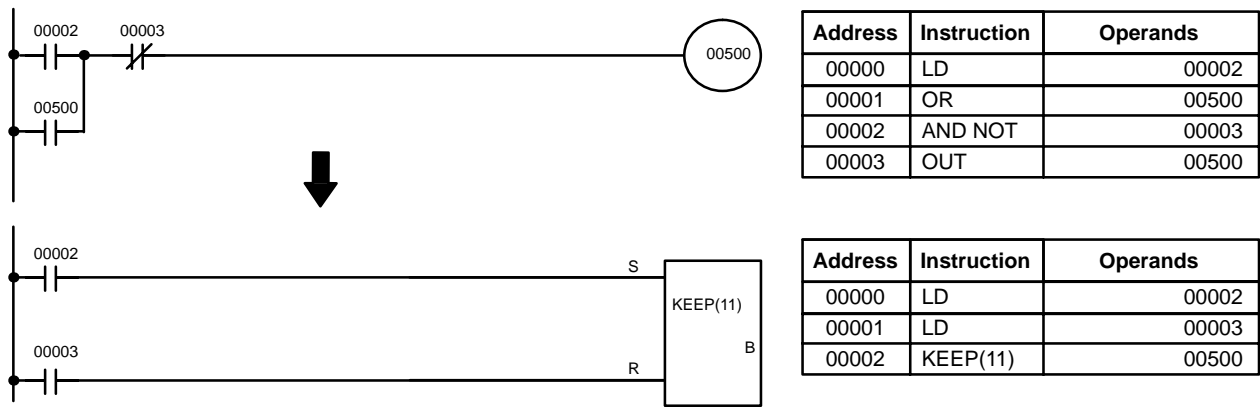 00002 00003
00500
00500
Address Instruction Operands
00000 LD 00002
00001 OR 00500
00002 AND NOT 00003
00003 OUT 00500
00002
S
KEEP(11)
B
00003
R
Address Instruction Operands
00000 LD 00002
00001 LD 00003
00002 KEEP(11) 00500